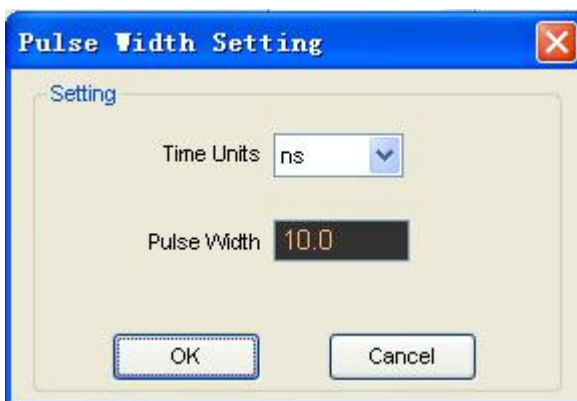 Pulse Width Setting
Setting
Time Units ns
Pulse Width 10.0
OK Cancel